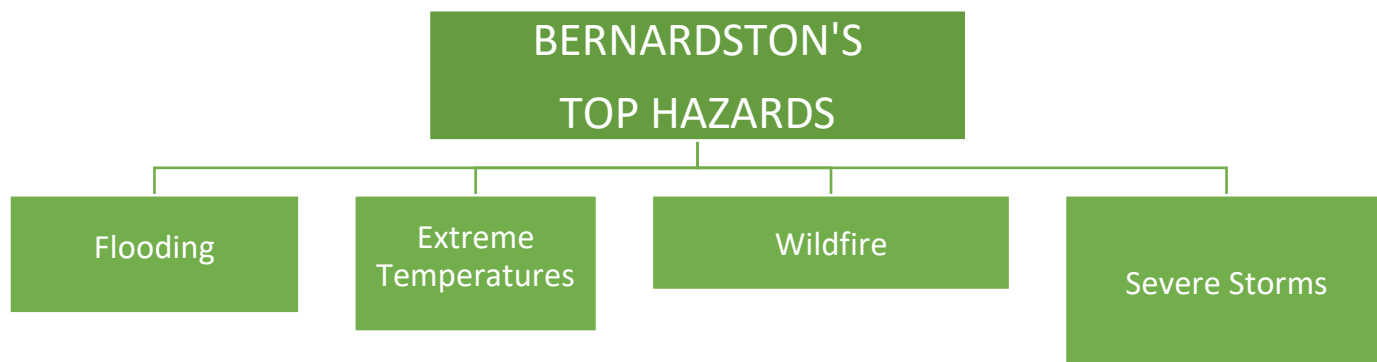 BERNARDSTON'S
TOP HAZARDS
Flooding
Extreme
Temperatures
Wildfire
Severe Storms